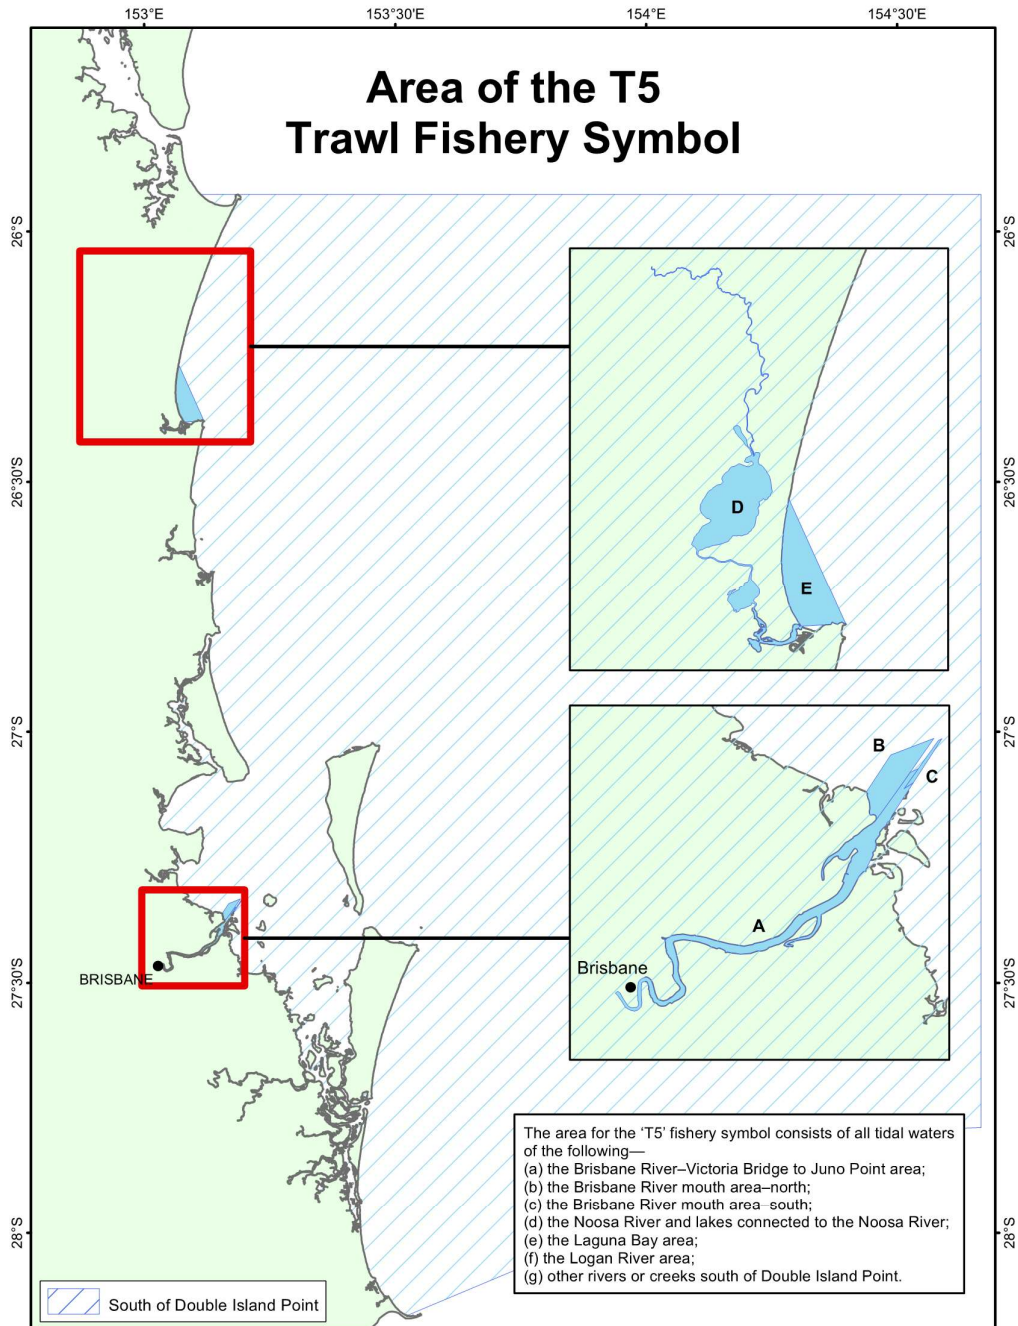 153°E 153°30'E 154°E 154°30'E
Area of the T5
Trawl Fishery Symbol
26°S 26°S
26°30'S 26°30'S
D
E
27°S 27°S
B
C
A
Brisbane
BRISBANE
27°30'S 27°30'S
The area for the 'T5' fishery symbol consists of all tidal waters
of the following—
(a) the Brisbane River–Victoria Bridge to Juno Point area;
(b) the Brisbane River mouth area–north;
(c) the Brisbane River mouth area–south;
(d) the Noosa River and lakes connected to the Noosa River;
(e) the Laguna Bay area;
(f) the Logan River area;
(g) other rivers or creeks south of Double Island Point.
28°S 28°S
South of Double Island Point